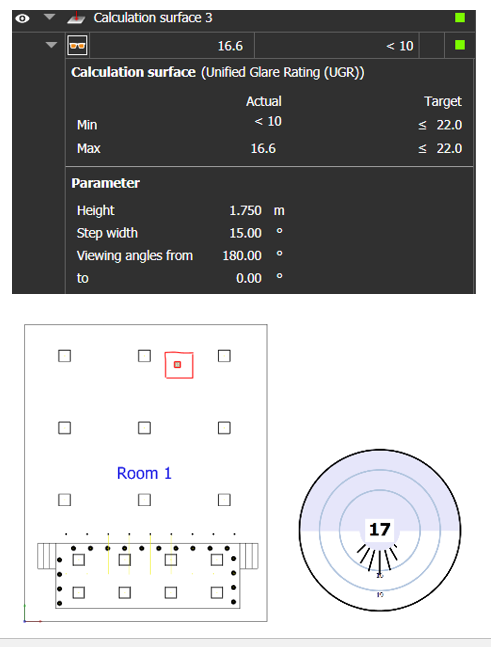 Calculation surface 3
16.6 < 10
Calculation surface (Unified Glare Rating (UGR))
Actual Target
Min < 10 ≤ 22.0
Max 16.6 ≤ 22.0
Parameter
Height 1.750 m
Step width 15.00 °
Viewing angles from 180.00 °
to 0.00 °
Room 1
17